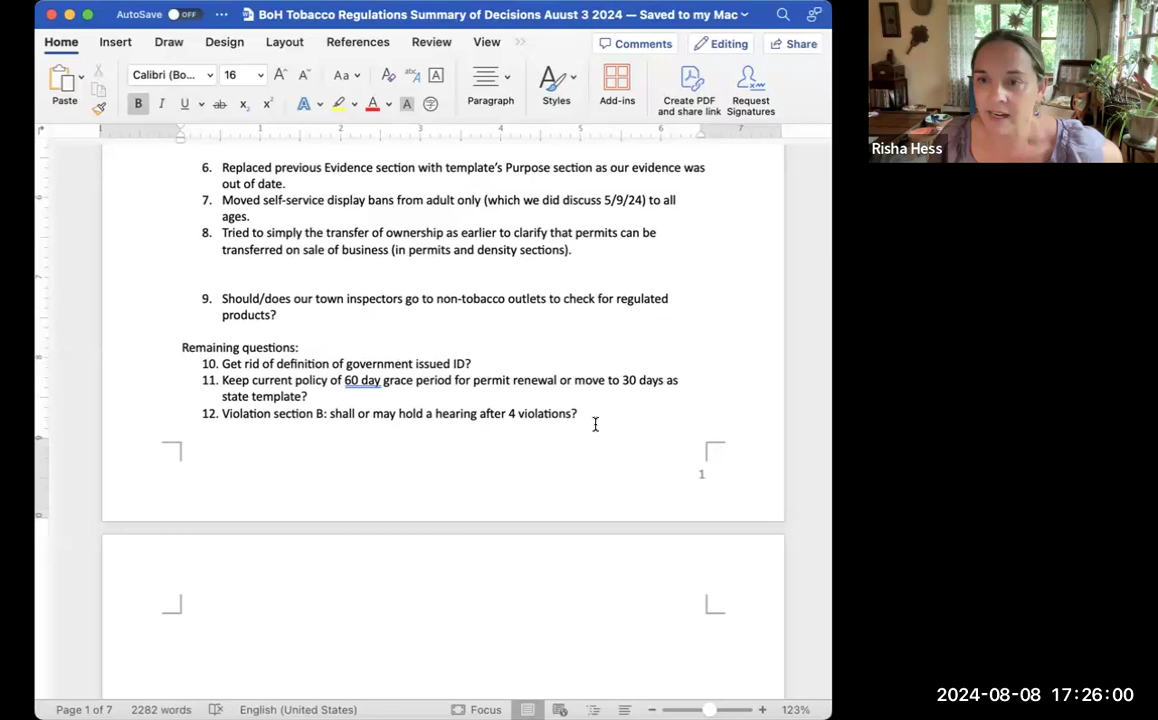 AutoSave OFF ··· BoH Tobacco Regulations Summary of Decisions Auust 3 2024 — Saved to my Mac
Home Insert Draw Design Layout References Review View Comments Editing Share
Paste Calibri (Bo... 16 Aa Paragraph Styles Add-ins Create PDF and share link Request Signatures
1 2 3 4 5 6 7
6. Replaced previous Evidence section with template's Purpose section as our evidence was
out of date.
7. Moved self-service display bans from adult only (which we did discuss 5/9/24) to all
ages.
8. Tried to simply the transfer of ownership as earlier to clarify that permits can be
transferred on sale of business (in permits and density sections).
9. Should/does our town inspectors go to non-tobacco outlets to check for regulated
products?
Remaining questions:
10. Get rid of definition of government issued ID?
11. Keep current policy of 60 day grace period for permit renewal or move to 30 days as
state template?
12. Violation section B: shall or may hold a hearing after 4 violations?
1
Page 1 of 7 2282 words English (United States) Focus 123%
Risha Hess
2024-08-08 17:26:00